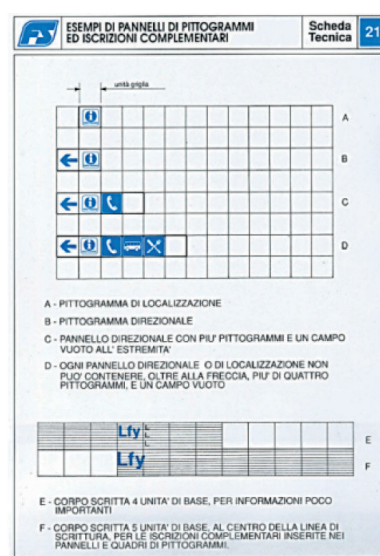 FS
ESEMPI DI PANNELLI DI PITTOGRAMMI
ED ISCRIZIONI COMPLEMENTARI
Scheda
Tecnica
21
unità griglia
A
B
C
D
A - PITTOGRAMMA DI LOCALIZZAZIONE
B - PITTOGRAMMA DIREZIONALE
C - PANNELLO DIREZIONALE CON PIU' PITTOGRAMMI E UN CAMPO
VUOTO ALL' ESTREMITA'
D - OGNI PANNELLO DIREZIONALE O DI LOCALIZZAZIONE NON
PUO' CONTENERE, OLTRE ALLA FRECCIA, PIU' DI QUATTRO
PITTOGRAMMI, E UN CAMPO VUOTO
Lfy
E
Lfy
F
E - CORPO SCRITTA 4 UNITA' DI BASE, PER INFORMAZIONI POCO
IMPORTANTI
F - CORPO SCRITTA 5 UNITA' DI BASE, AL CENTRO DELLA LINEA DI
SCRITTURA, PER LE ISCRIZIONI COMPLEMENTARI INSERITE NEI
PANNELLI E QUADRI DI PITTOGRAMMI.